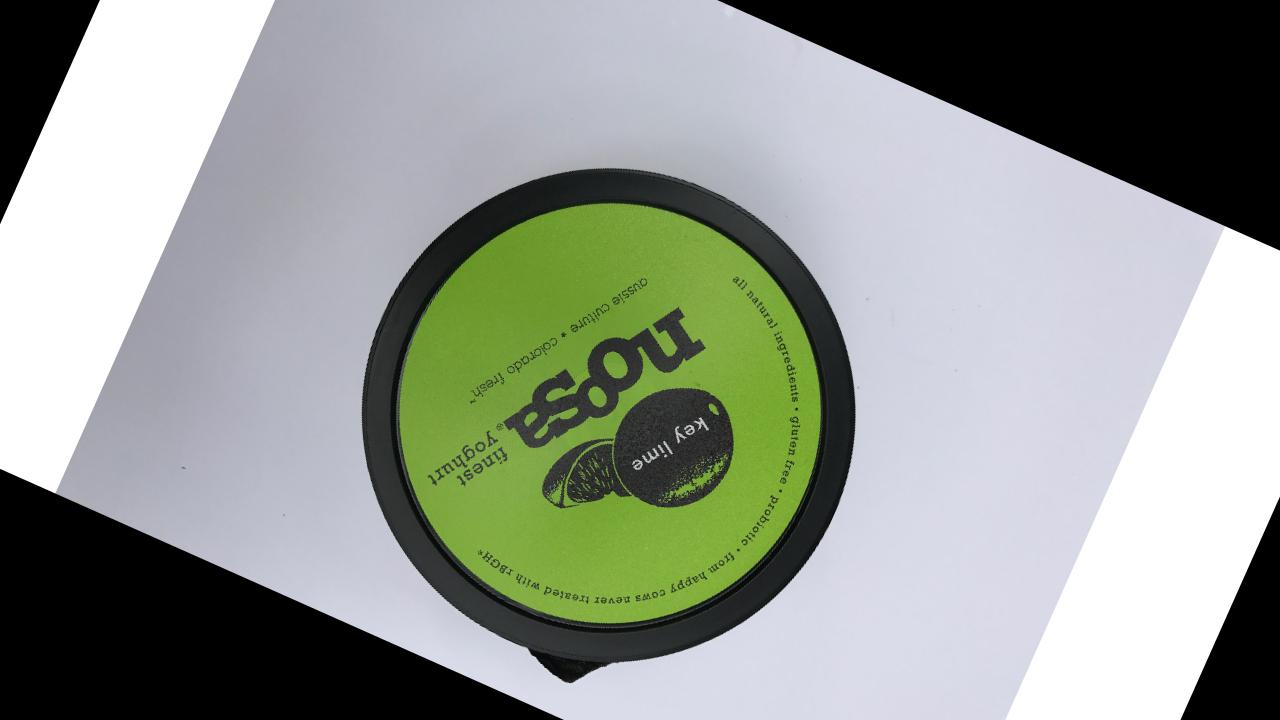 aussie culture • colorado fresh™
noosa®
finest
yoghurt
key lime
all natural ingredients • gluten free • probiotic • from happy cows never treated with rBGH*